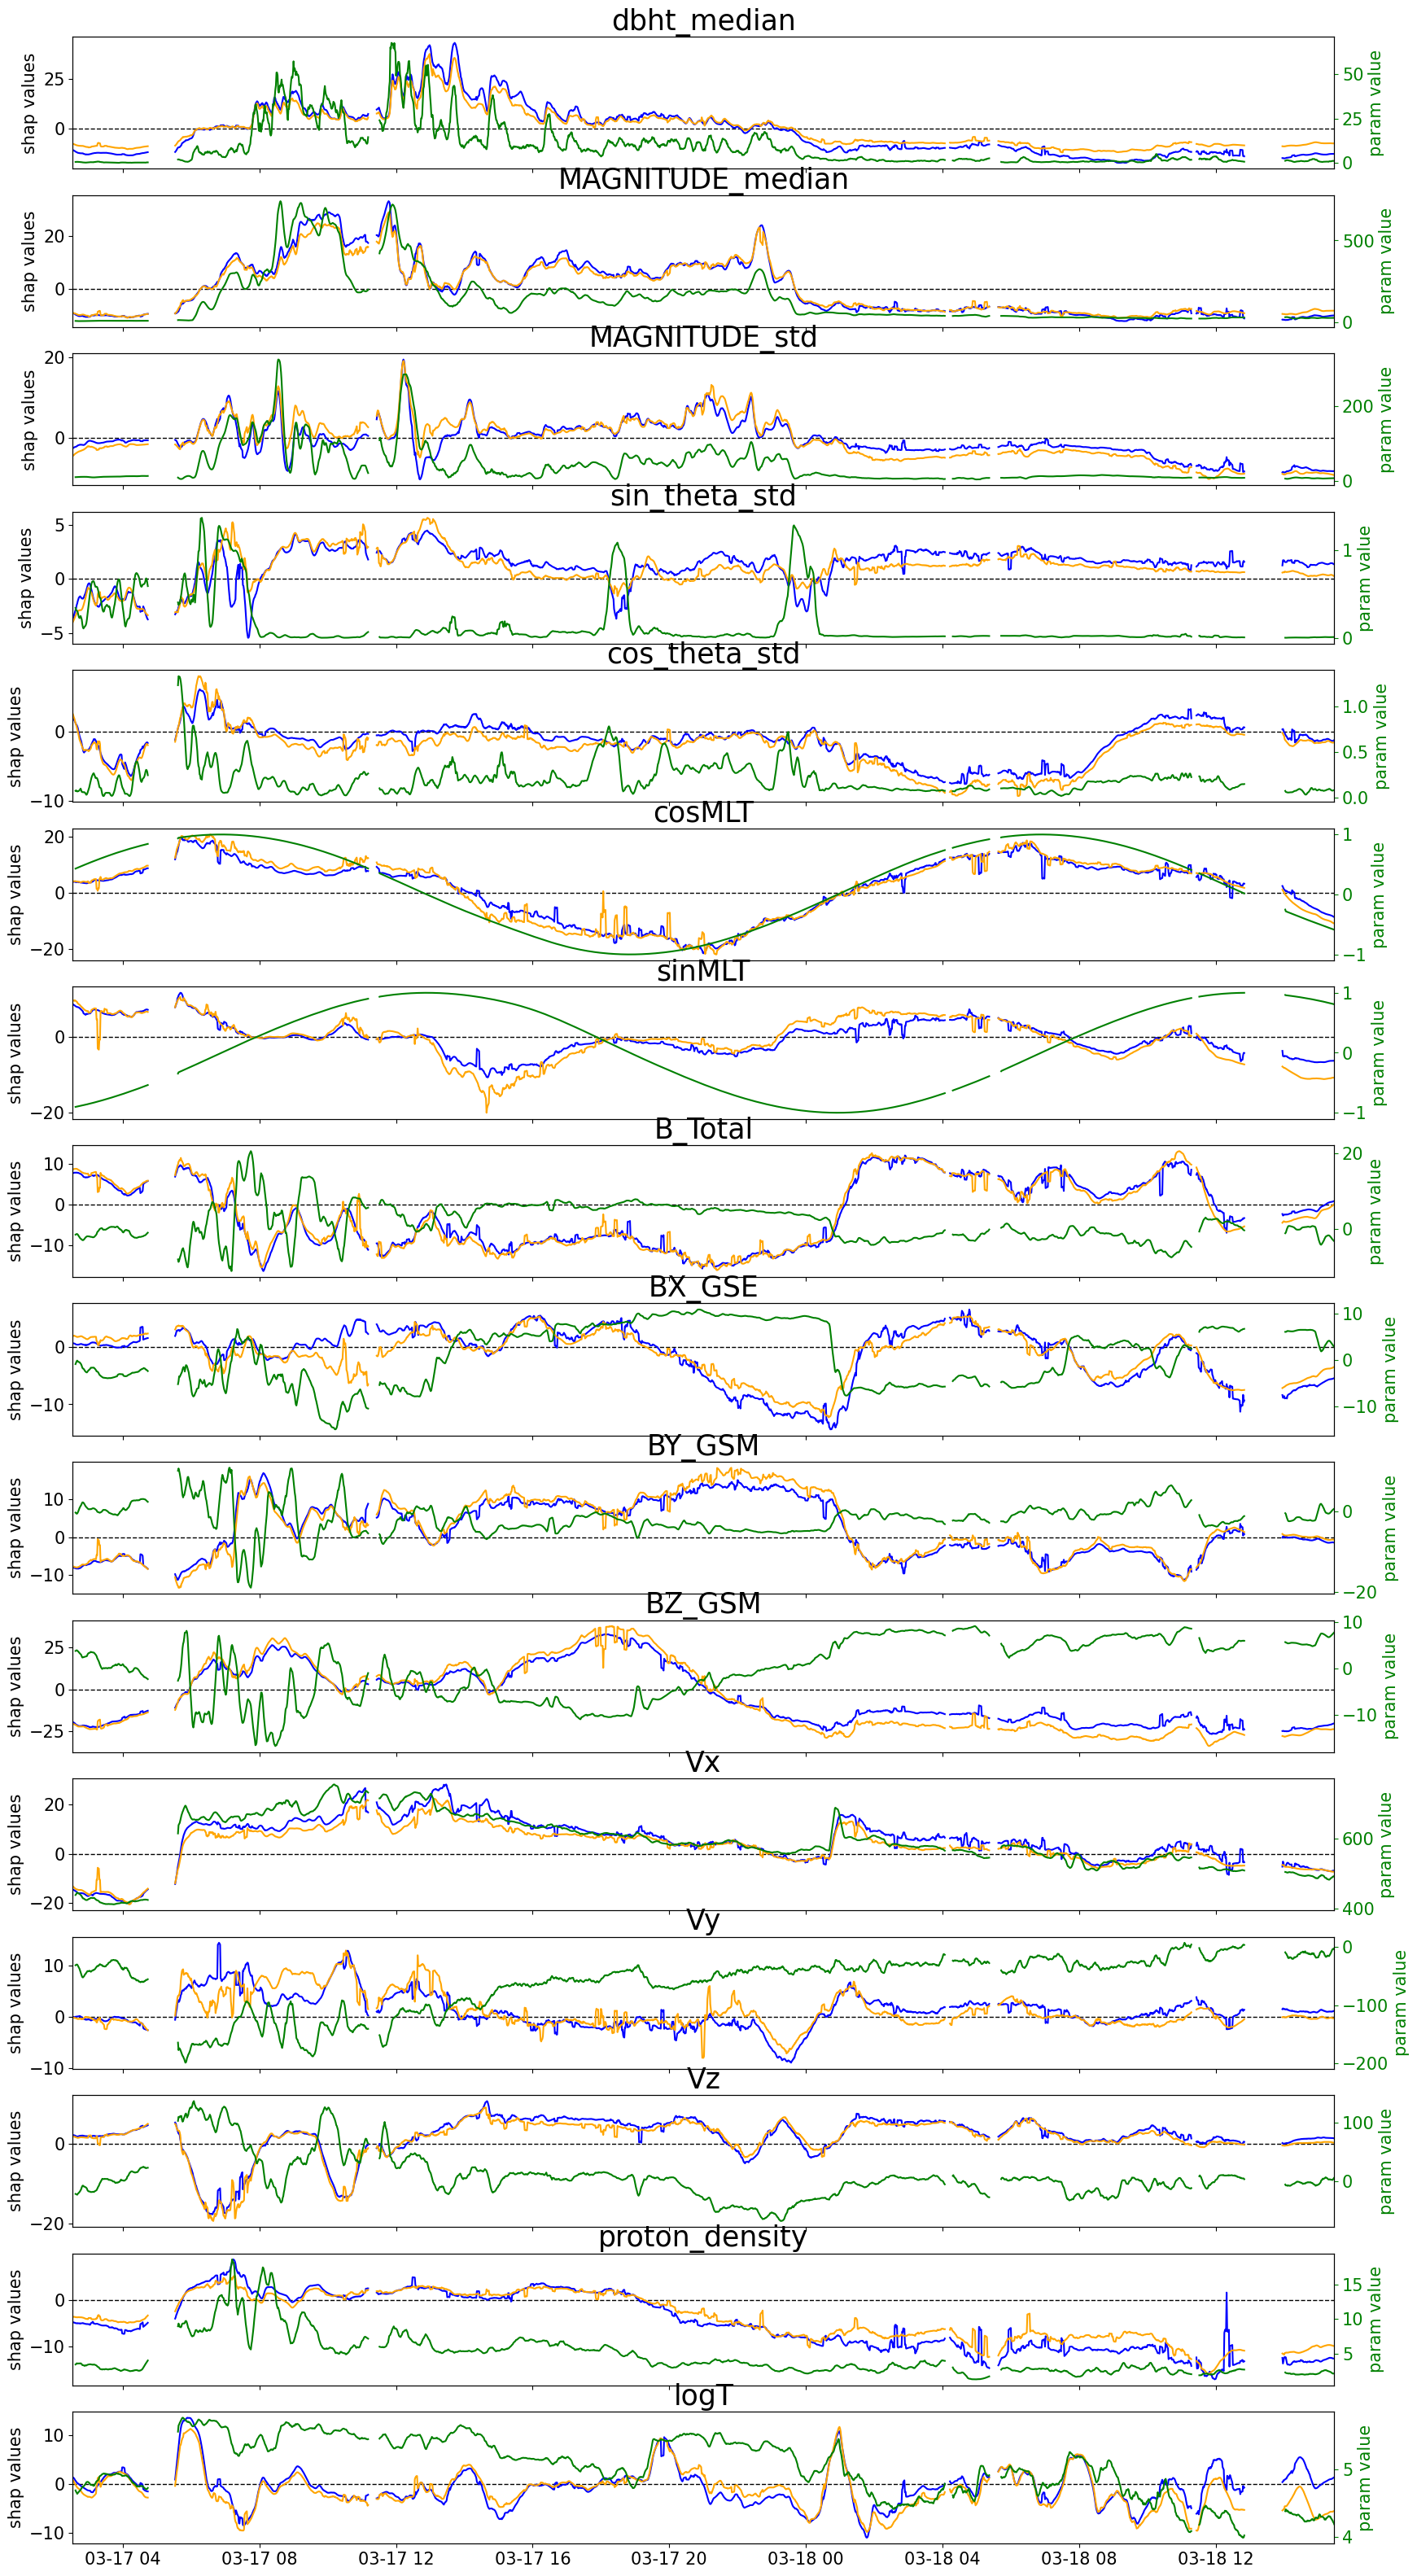 dbht_median
shap values
25
0
param value
50
25
0
MAGNITUDE_median
shap values
20
0
param value
500
0
MAGNITUDE_std
shap values
20
0
param value
200
0
sin_theta_std
shap values
5
0
−5
param value
1
0
cos_theta_std
shap values
0
−10
param value
1.0
0.5
0.0
cosMLT
shap values
20
0
−20
param value
1
0
−1
sinMLT
shap values
0
−20
param value
1
0
−1
B_Total
shap values
10
0
−10
param value
20
0
BX_GSE
shap values
0
−10
param value
10
0
−10
BY_GSM
shap values
10
0
−10
param value
0
−20
BZ_GSM
shap values
25
0
−25
param value
10
0
−10
Vx
shap values
20
0
−20
param value
600
400
Vy
shap values
10
0
−10
param value
0
−100
−200
Vz
shap values
0
−20
param value
100
0
proton_density
shap values
0
−10
param value
15
10
5
logT
shap values
10
0
−10
param value
5
4
03-17 04 03-17 08 03-17 12 03-17 16 03-17 20 03-18 00 03-18 04 03-18 08 03-18 12